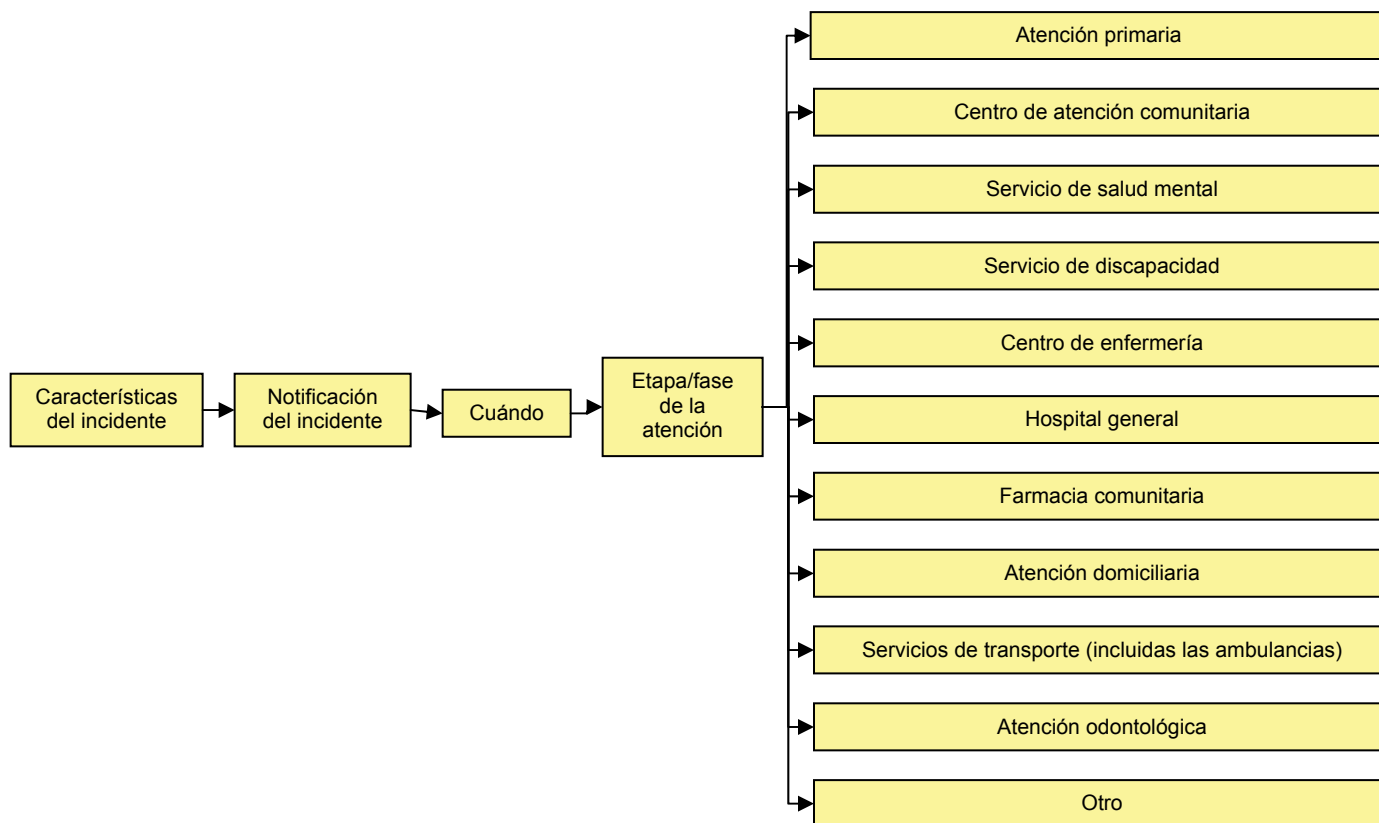 Características
del incidente
Notificación
del incidente
Cuándo
Etapa/fase
de la
atención
Atención primaria
Centro de atención comunitaria
Servicio de salud mental
Servicio de discapacidad
Centro de enfermería
Hospital general
Farmacia comunitaria
Atención domiciliaria
Servicios de transporte (incluidas las ambulancias)
Atención odontológica
Otro